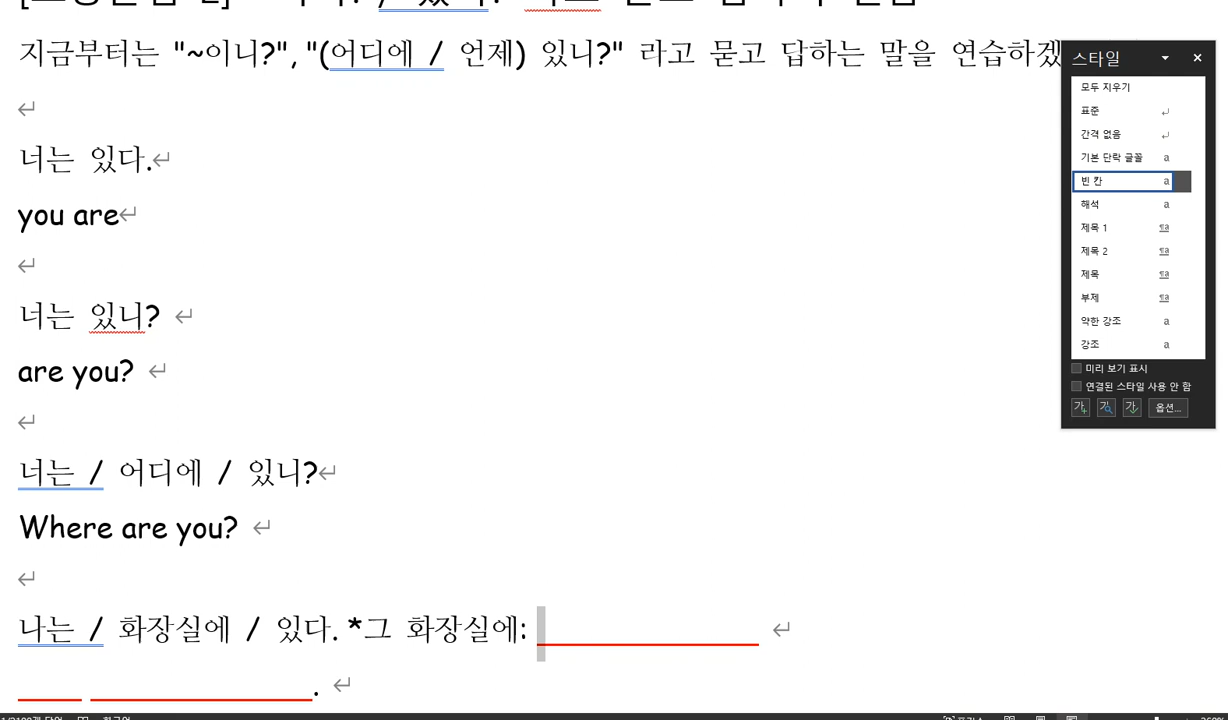 지금부터는 "~이니?", "(어디에 / 언제) 있니?" 라고 묻고 답하는 말을 연습하겠
너는 있다.
you are
너는 있니?
are you?
너는 / 어디에 / 있니?
Where are you?
나는 / 화장실에 / 있다. *그 화장실에:
.
스타일
모두 지우기
표준
간격 없음
기본 단락 글꼴 a
빈 칸 a
해석 a
제목 1
제목 2
제목
부제
약한 강조 a
강조 a
미리 보기 표시
연결된 스타일 사용 안 함
옵션...